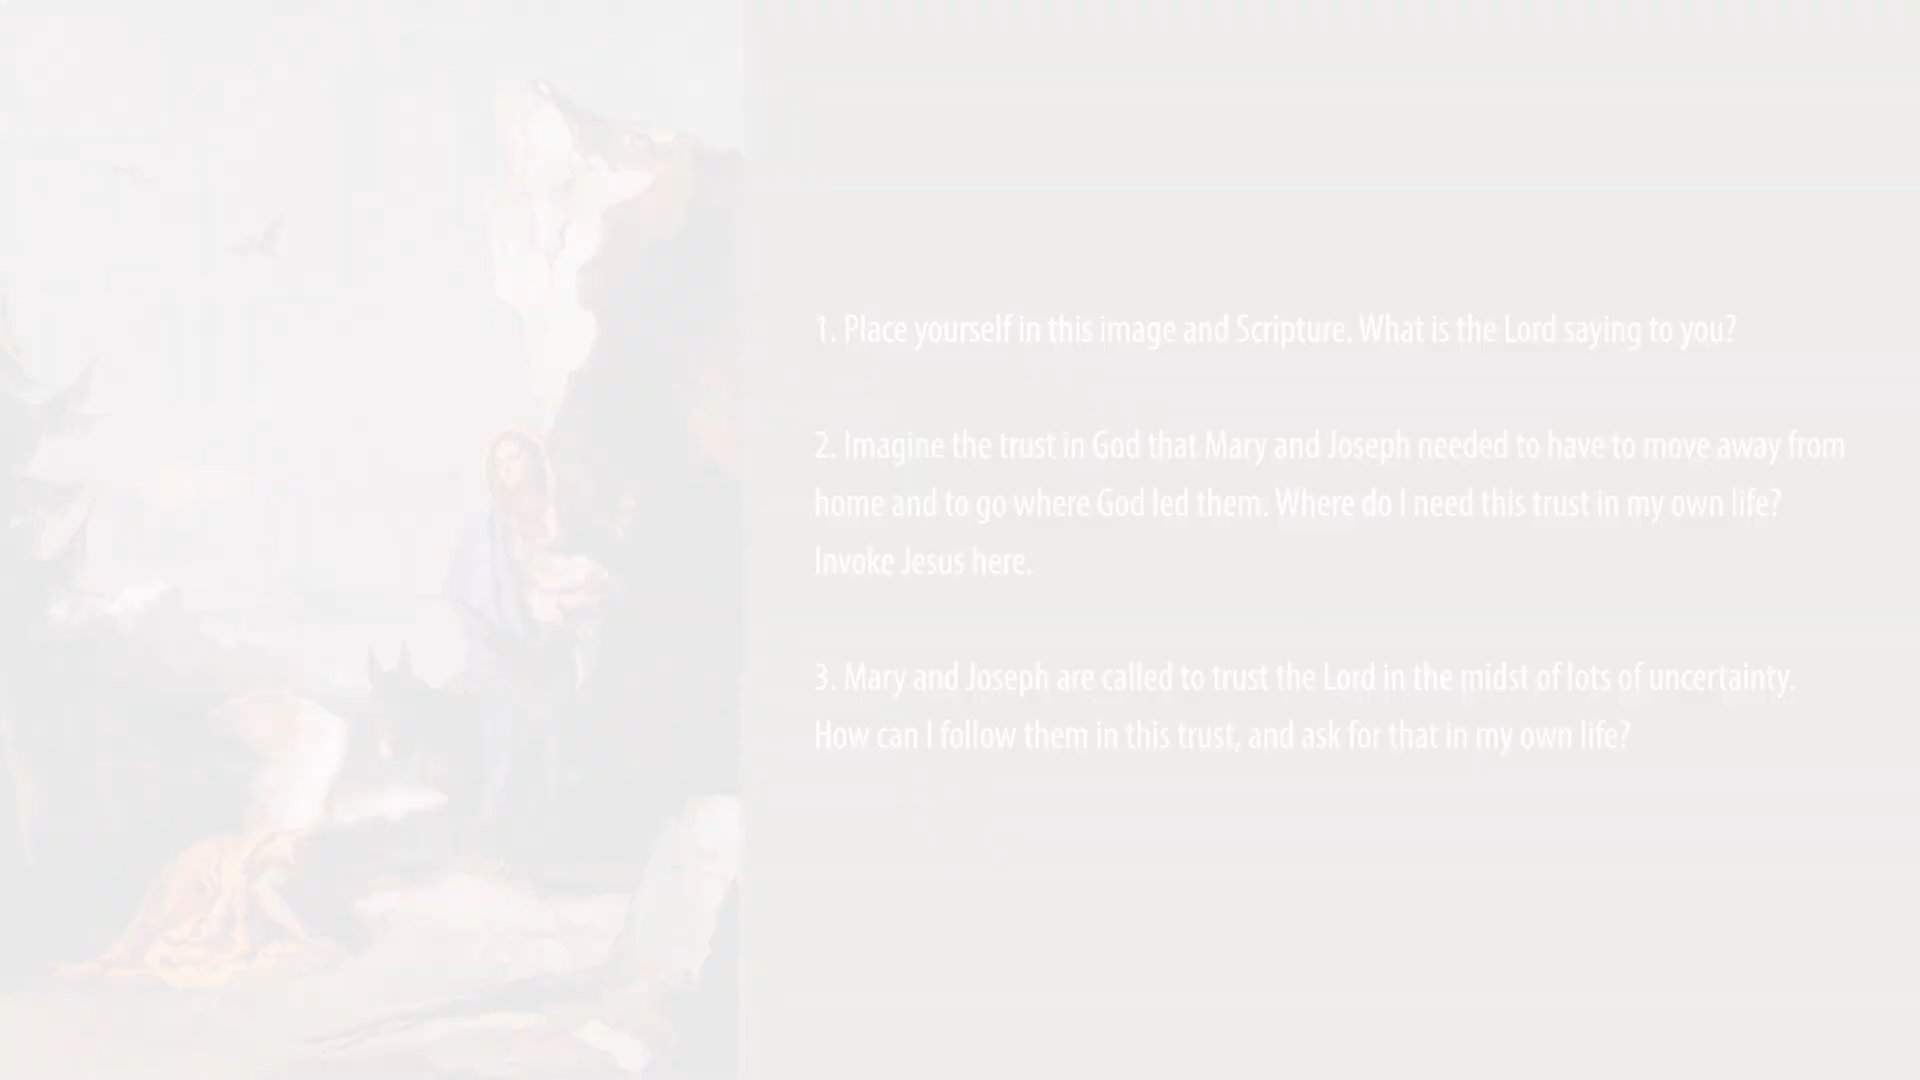 1. Place yourself in this image and Scripture. What is the Lord saying to you?
2. Imagine the trust in God that Mary and Joseph needed to have to move away from
home and to go where God led them. Where do I need this trust in my own life?
Invoke Jesus here.
3. Mary and Joseph are called to trust the Lord in the midst of lots of uncertainty.
How can I follow them in this trust, and ask for that in my own life?